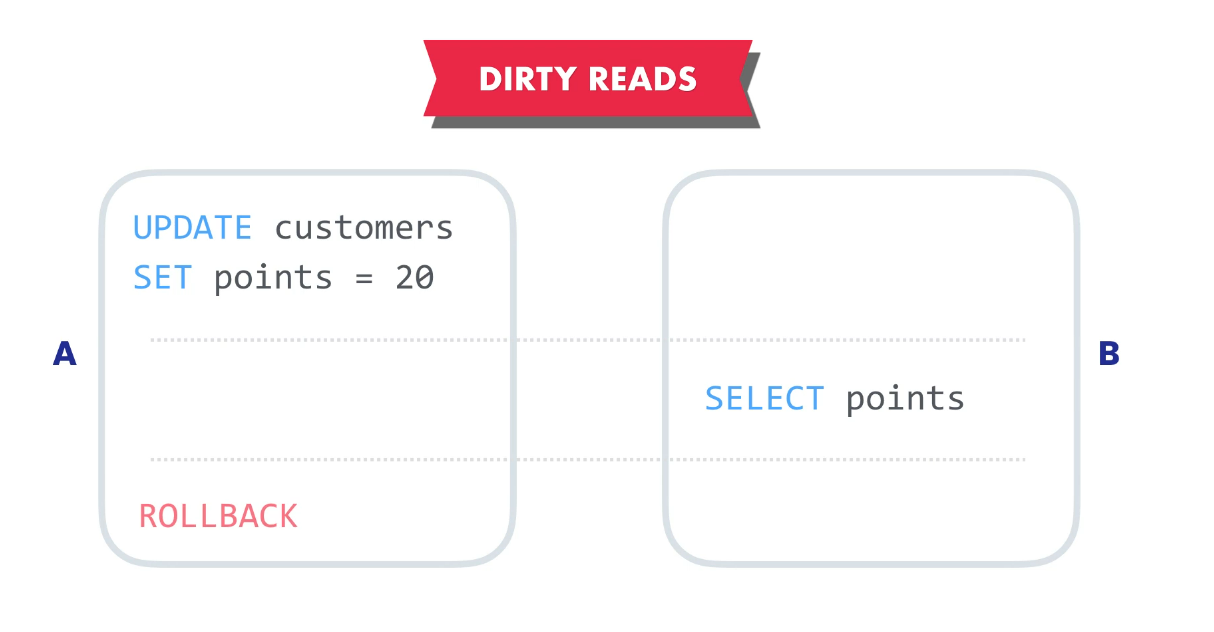 DIRTY READS
UPDATE customers
SET points = 20
A
B
SELECT points
ROLLBACK